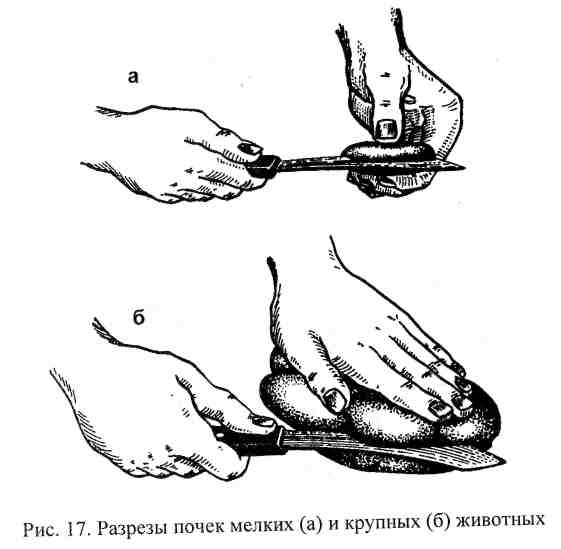 а
б
Рис. 17. Разрезы почек мелких (а) и крупных (б) животных